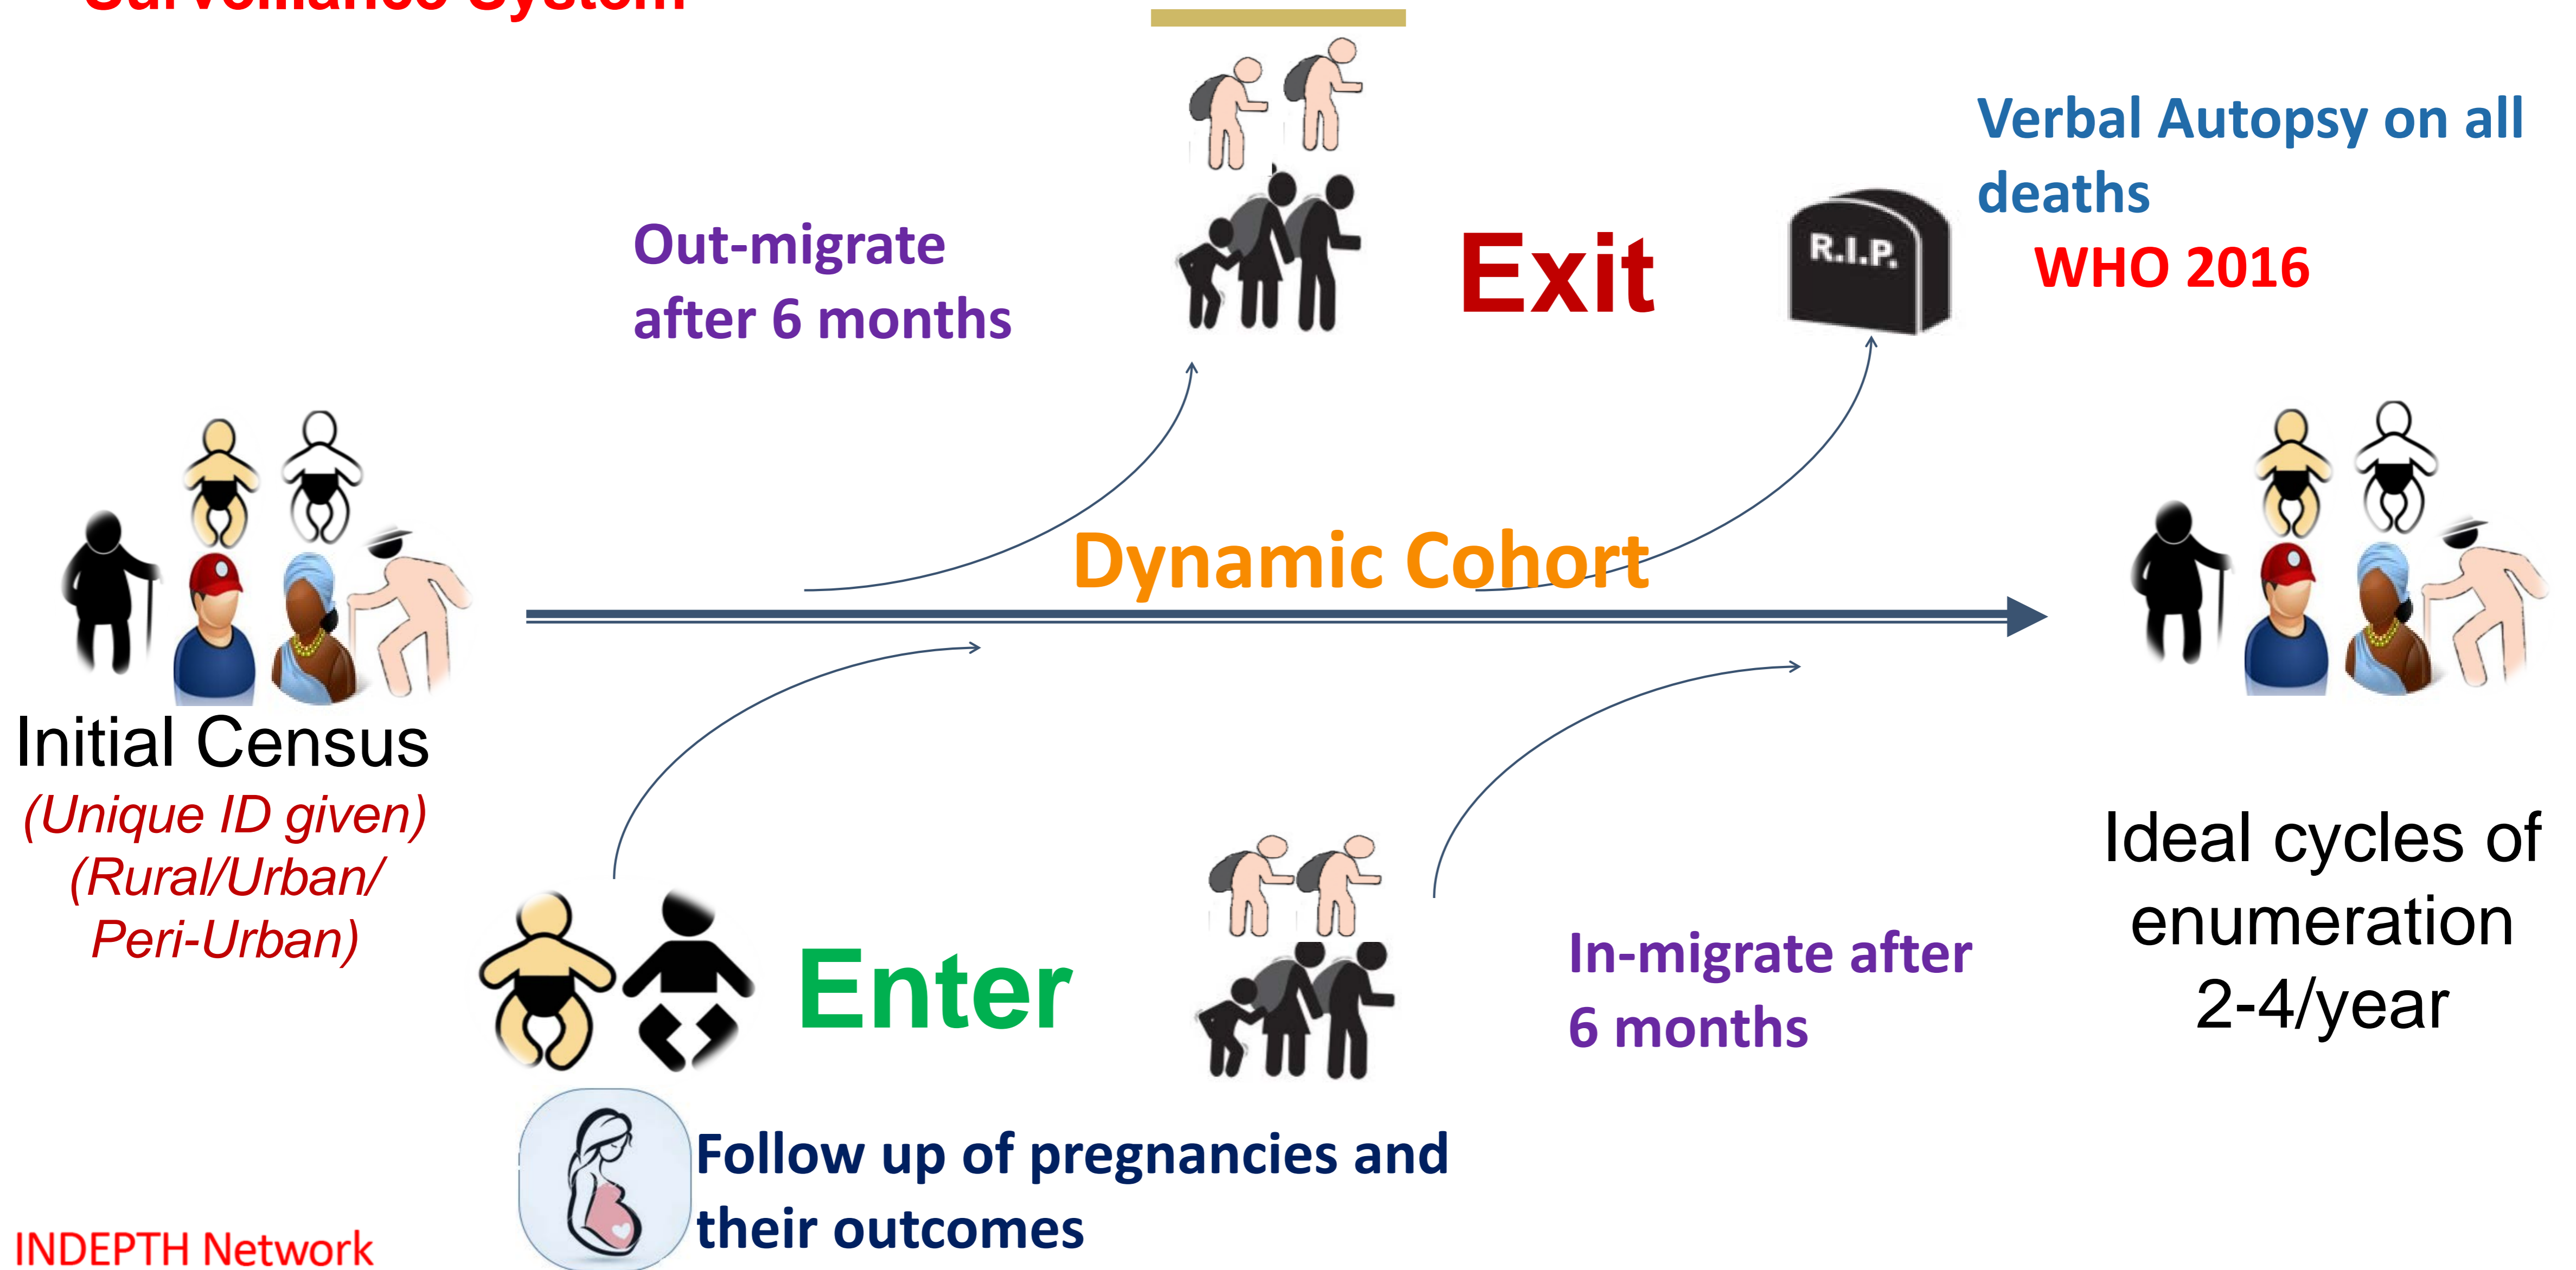 Surveillance System
Verbal Autopsy on all
deaths
WHO 2016
Out-migrate
after 6 months
Exit
R.I.P.
Dynamic Cohort
Initial Census
(Unique ID given)
(Rural/Urban/
Peri-Urban)
Enter
In-migrate after
6 months
Ideal cycles of
enumeration
2-4/year
Follow up of pregnancies and
their outcomes
INDEPTH Network